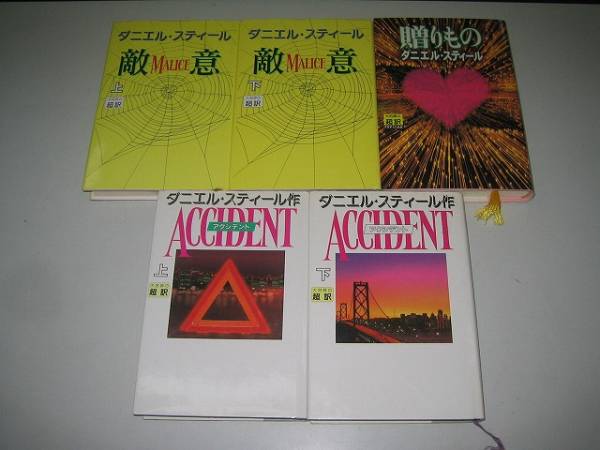 ダニエル・スティール
敵 MALICE 意
上
超訳
ダニエル・スティール
敵 MALICE 意
下
超訳
贈りもの
ダニエル・スティール
超訳
ダニエル・スティール作
ACCIDENT
アクシデント
上
超訳
ダニエル・スティール作
ACCIDENT
アクシデント
下
超訳